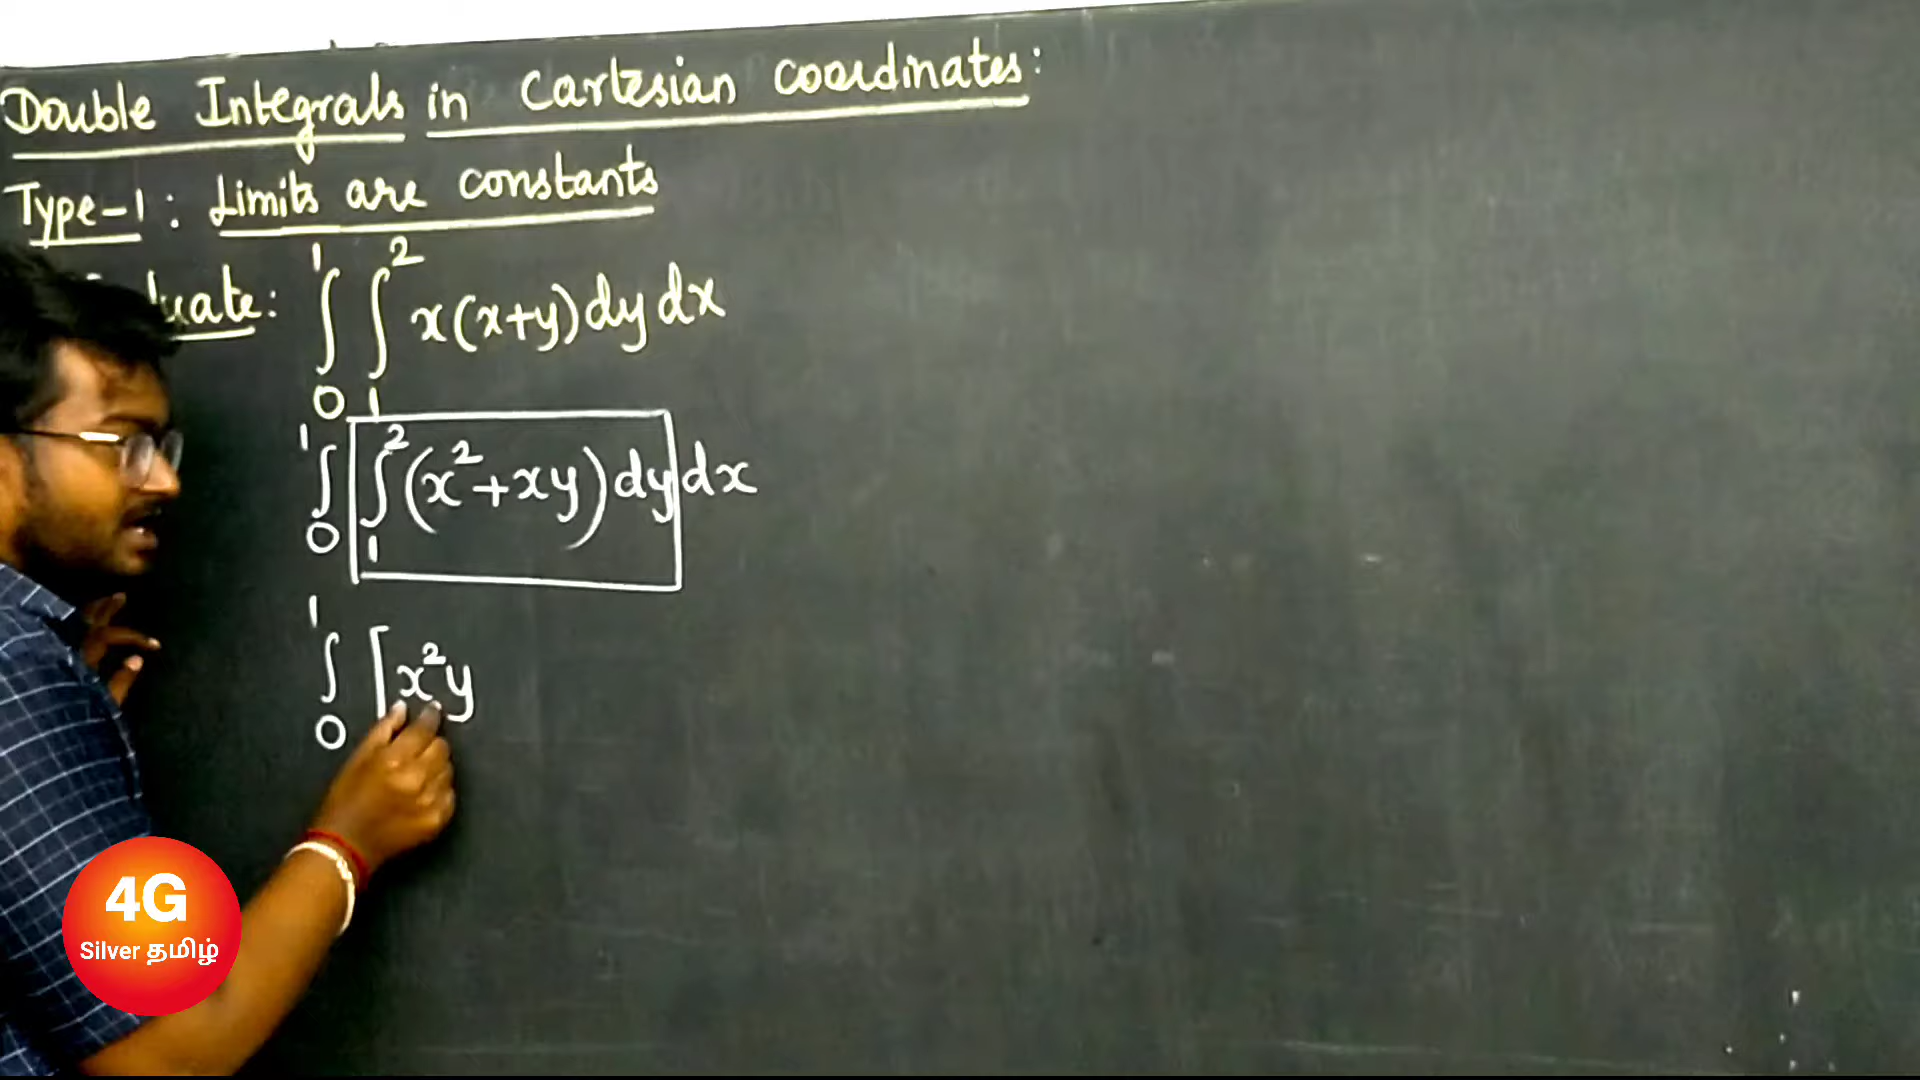 Double Integrals in Cartesian coordinates:
Type-1: Limits are constants
∫₀¹ ∫₁² x(x+y)dy dx
∫₀¹ ∫₁² (x²+xy)dy dx
∫₀¹ [x²y
4G
Silver தமிழ்